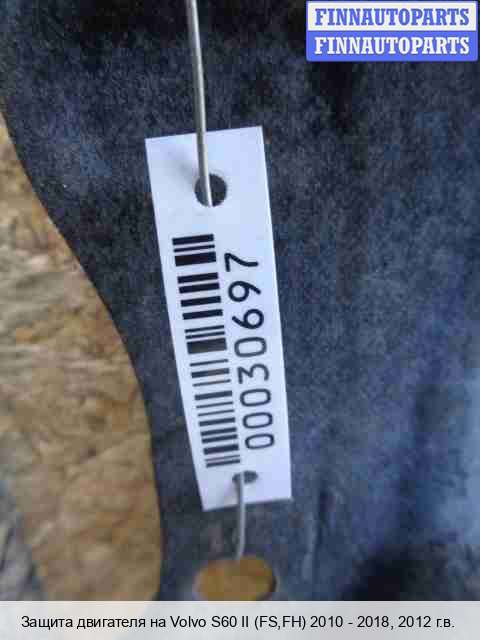 FINNAUTOPARTS
FINNAUTOPARTS
00030697
Защита двигателя на Volvo S60 II (FS,FH) 2010 - 2018, 2012 г.в.